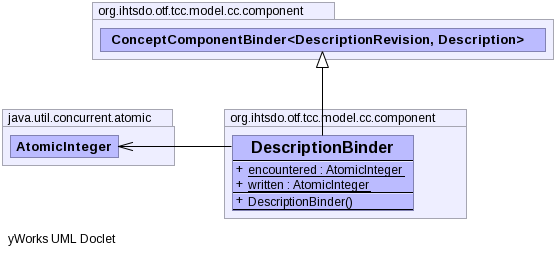 org.ihtsdo.otf.tcc.model.cc.component
ConceptComponentBinder<DescriptionRevision, Description>
java.util.concurrent.atomic
AtomicInteger
org.ihtsdo.otf.tcc.model.cc.component
DescriptionBinder
+ encountered : AtomicInteger
+ written : AtomicInteger
+ DescriptionBinder()
yWorks UML Doclet